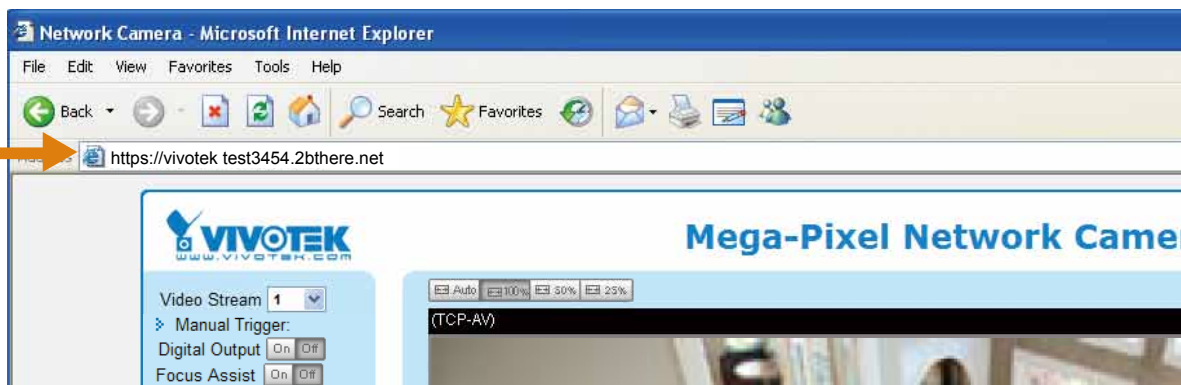 Network Camera - Microsoft Internet Explorer
File Edit View Favorites Tools Help
Back Search Favorites
https://vivotek test3454.2bthere.net
VIVOTEK
www.vivotek.com
Mega-Pixel Network
Auto 100% 50% 25%
Video Stream 1
(TCP-AV)
Manual Trigger:
Digital Output On Off
Focus Assist On Off